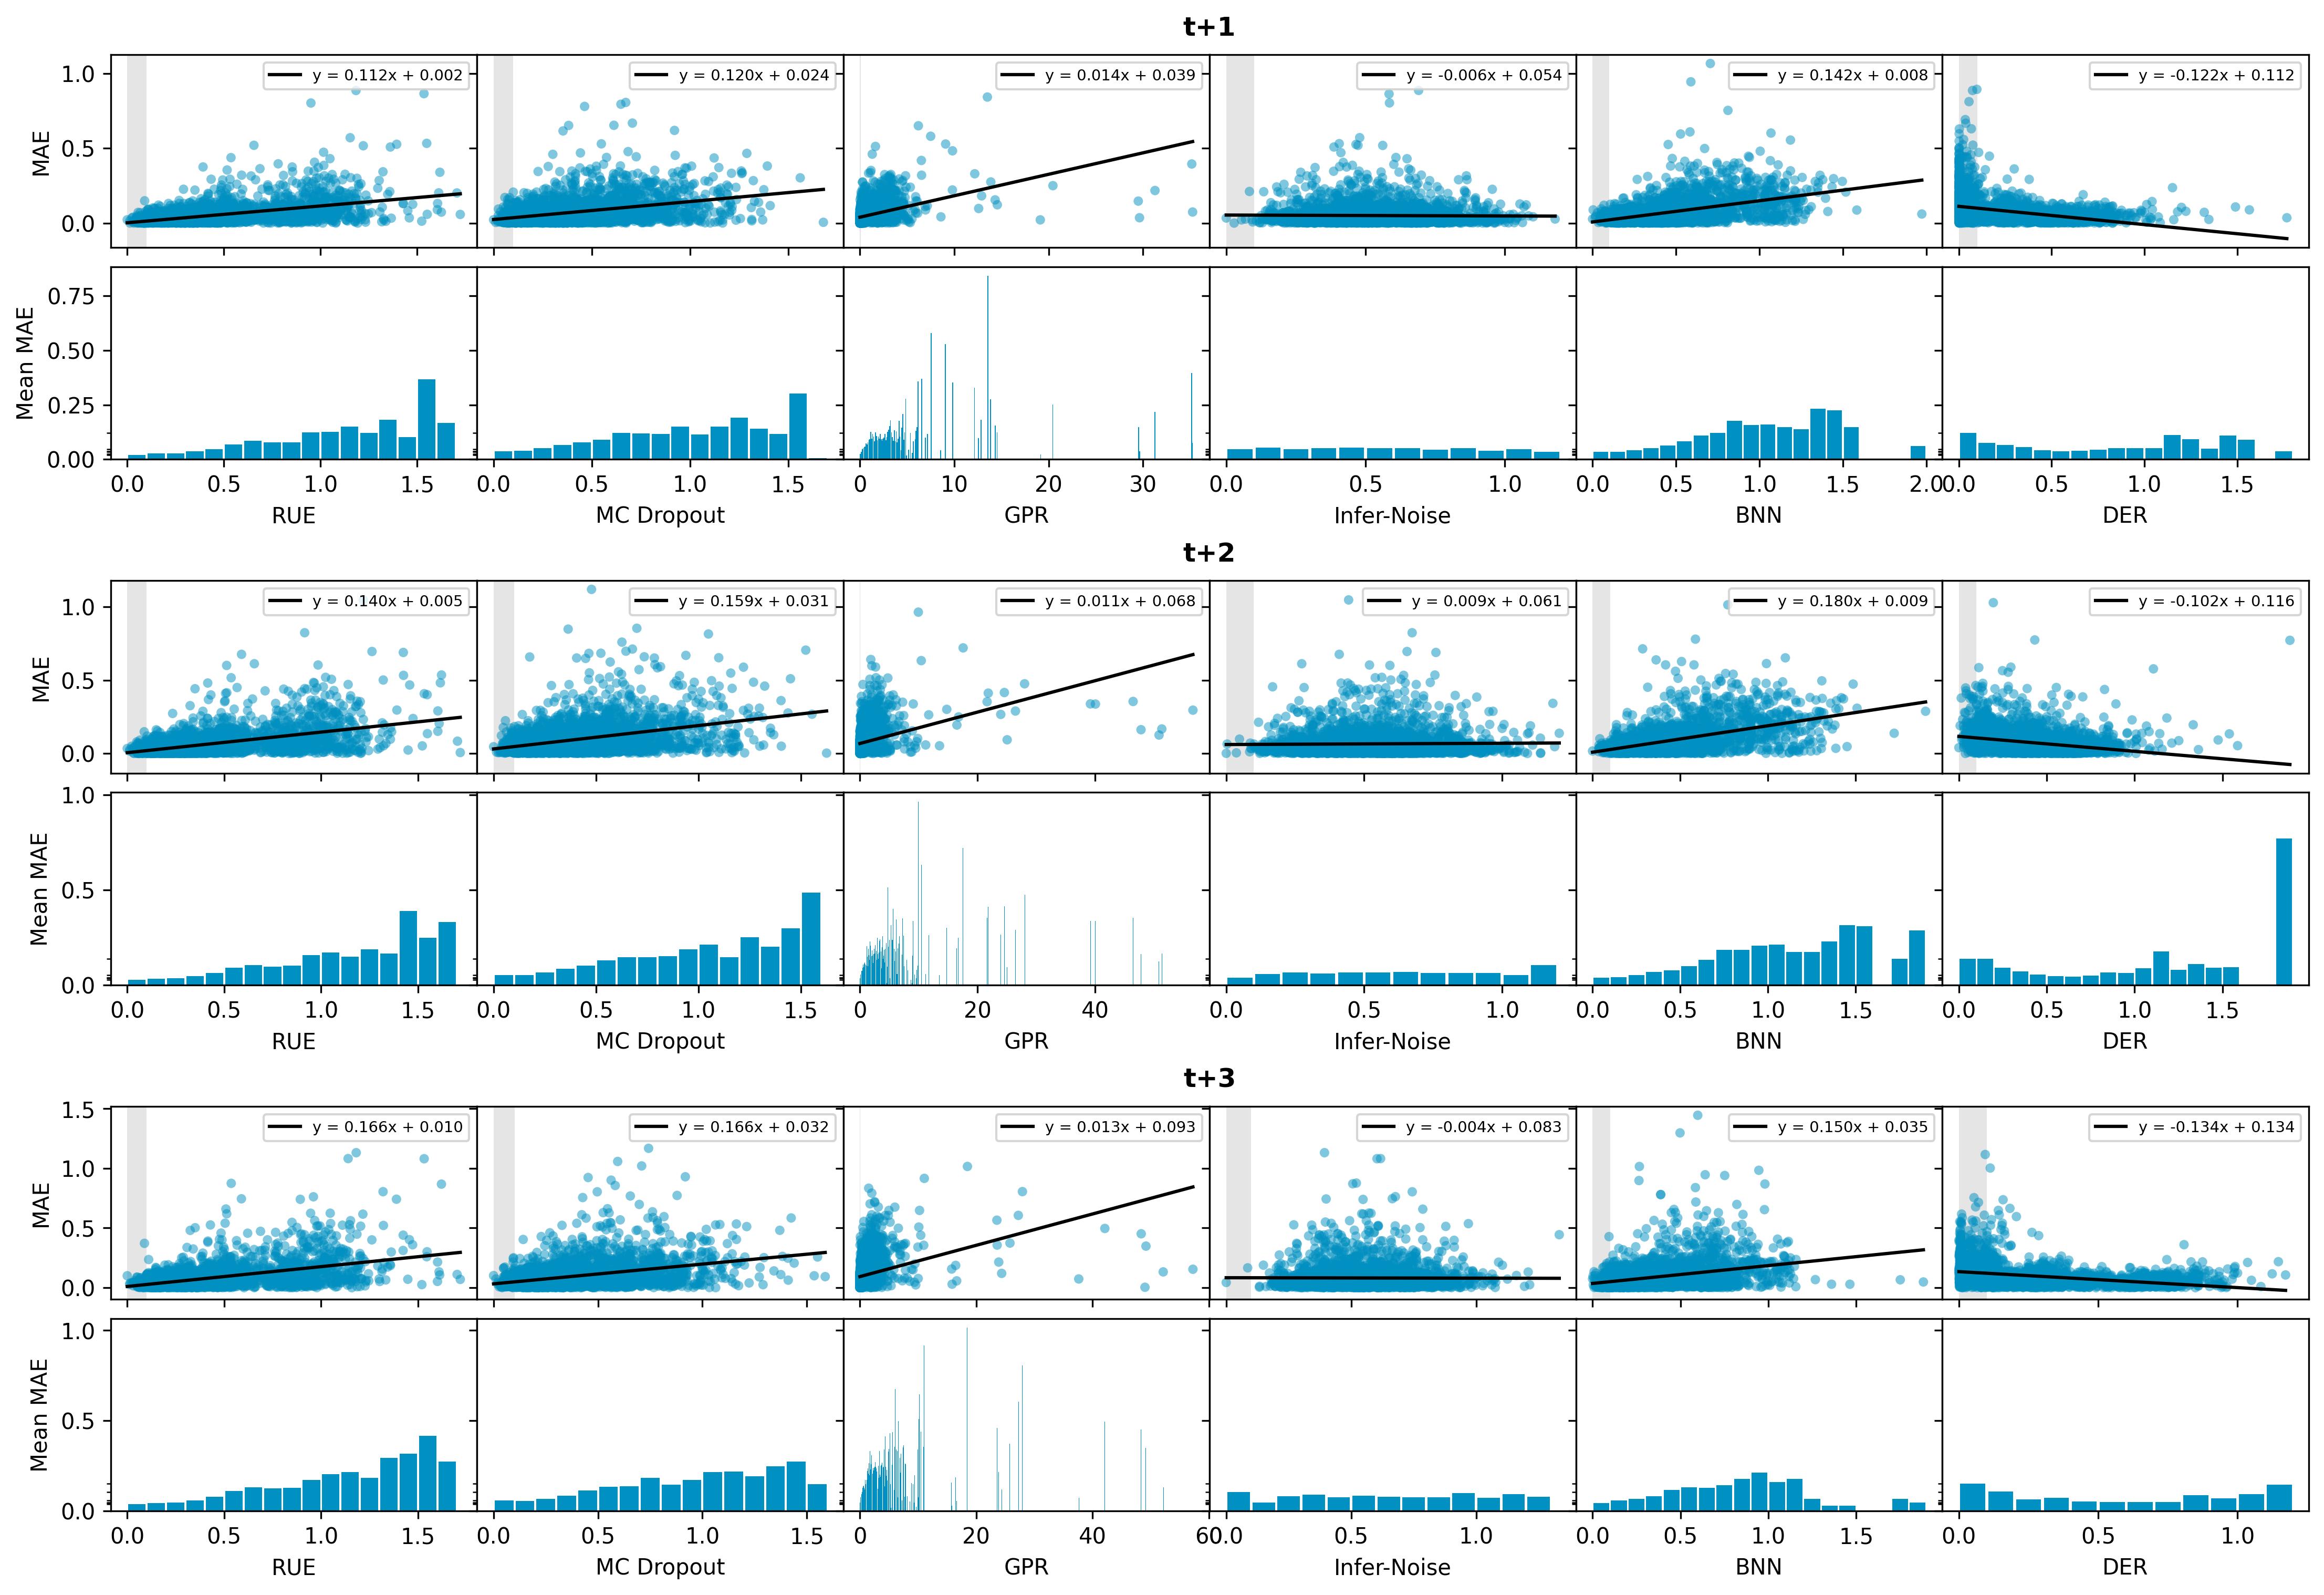 t+1
y = 0.112x + 0.002 y = 0.120x + 0.024 y = 0.014x + 0.039 y = -0.006x + 0.054 y = 0.142x + 0.008 y = -0.122x + 0.112
1.0
0.5
0.0
MAE
0.75
0.50
0.25
0.00
Mean MAE
0.0 0.5 1.0 1.5 0.0 0.5 1.0 1.5 0 10 20 30 0.0 0.5 1.0 0.0 0.5 1.0 1.5 2.0 0.0 0.5 1.0 1.5
RUE MC Dropout GPR Infer-Noise BNN DER
t+2
y = 0.140x + 0.005 y = 0.159x + 0.031 y = 0.011x + 0.068 y = 0.009x + 0.061 y = 0.180x + 0.009 y = -0.102x + 0.116
1.0
0.5
0.0
MAE
1.0
0.5
0.0
Mean MAE
0.0 0.5 1.0 1.5 0.0 0.5 1.0 1.5 0 20 40 0.0 0.5 1.0 0.0 0.5 1.0 1.5 0.0 0.5 1.0 1.5
RUE MC Dropout GPR Infer-Noise BNN DER
t+3
y = 0.166x + 0.010 y = 0.166x + 0.032 y = 0.013x + 0.093 y = -0.004x + 0.083 y = 0.150x + 0.035 y = -0.134x + 0.134
1.5
1.0
0.5
0.0
MAE
1.0
0.5
0.0
Mean MAE
0.0 0.5 1.0 1.5 0.0 0.5 1.0 1.5 0 20 40 60 0.0 0.5 1.0 0.0 0.5 1.0 1.5 0.0 0.5 1.0
RUE MC Dropout GPR Infer-Noise BNN DER